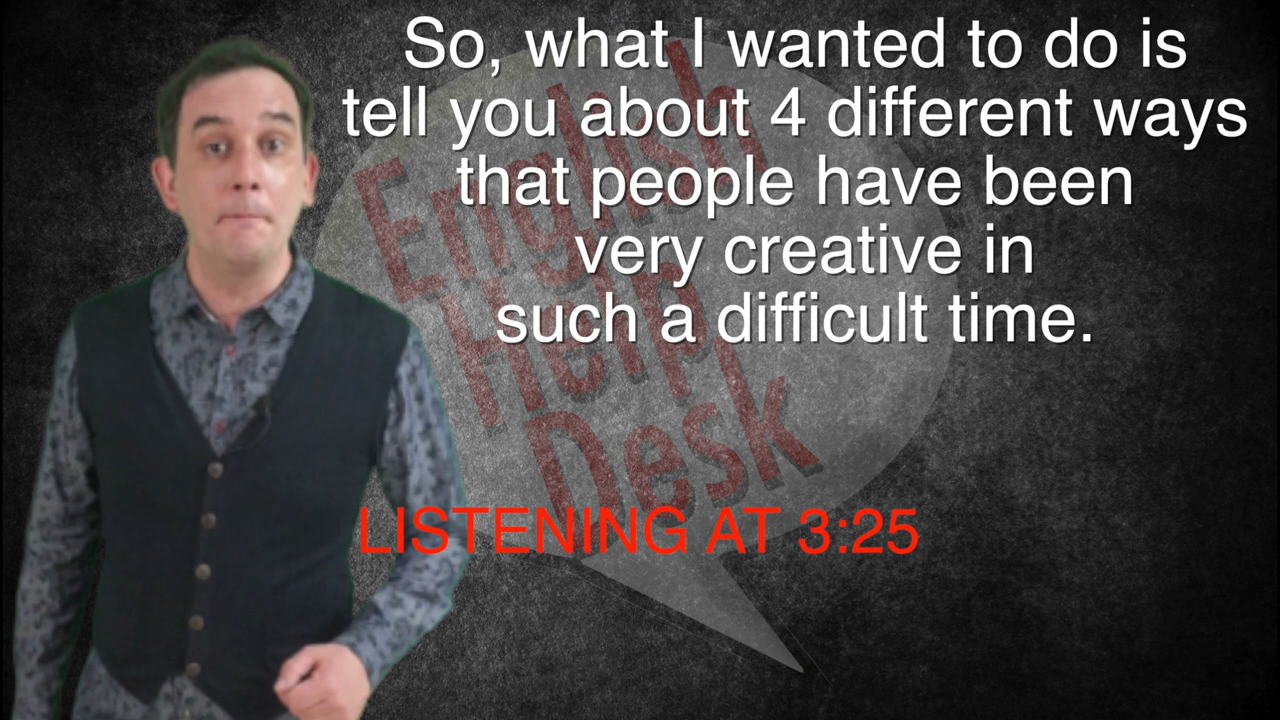 So, what I wanted to do is
tell you about 4 different ways
that people have been
very creative in
such a difficult time.
English
Help
Desk
LISTENING AT 3:25